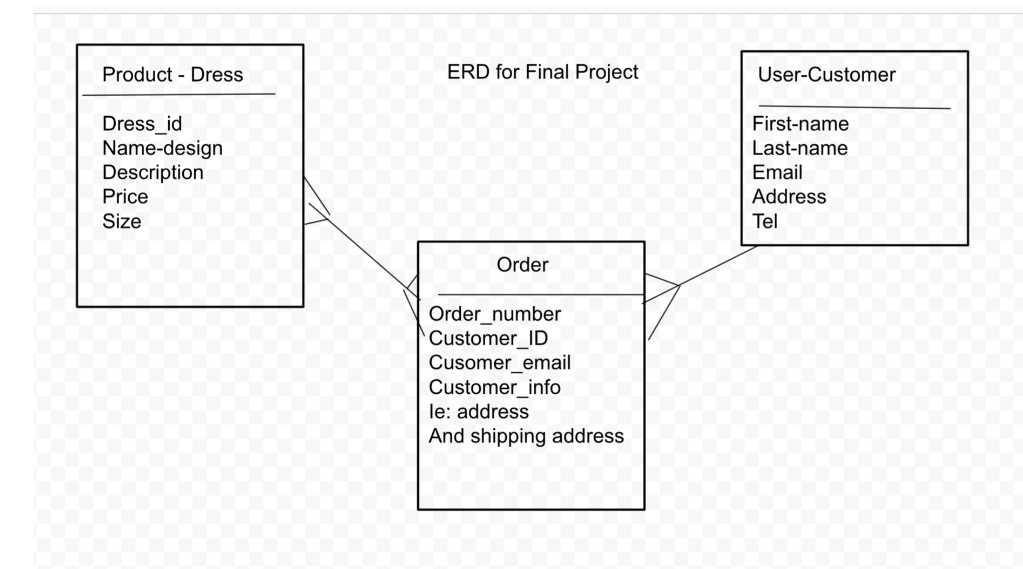 Product - Dress
Dress_id
Name-design
Description
Price
Size
ERD for Final Project
User-Customer
First-name
Last-name
Email
Address
Tel
Order
Order_number
Customer_ID
Cusomer_email
Customer_info
Ie: address
And shipping address